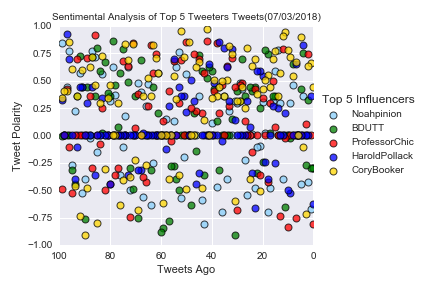 Sentimental Analysis of Top 5 Tweeters Tweets(07/03/2018)
1.00
0.75
0.50
0.25
0.00
−0.25
−0.50
−0.75
−1.00
Tweet Polarity
100
80
60
40
20
0
Tweets Ago
Top 5 Influencers
Noahpinion
BDUTT
ProfessorChic
HaroldPollack
CoryBooker